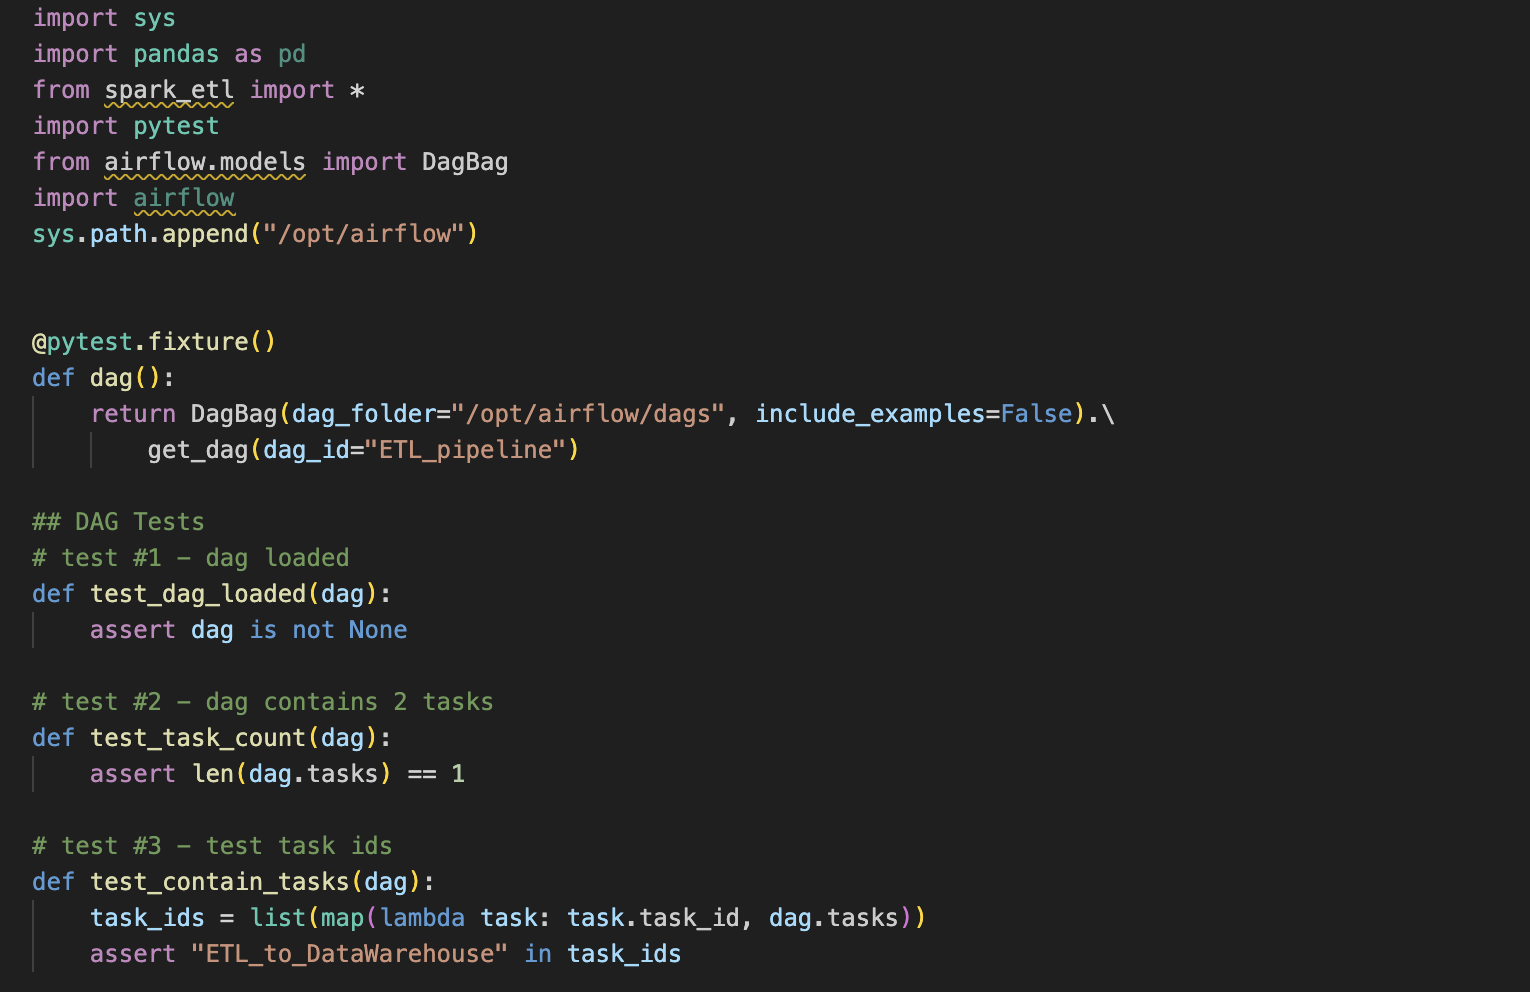 import sys
import pandas as pd
from spark_etl import *
import pytest
from airflow.models import DagBag
import airflow
sys.path.append("/opt/airflow")
@pytest.fixture()
def dag():
    return DagBag(dag_folder="/opt/airflow/dags", include_examples=False).\
        get_dag(dag_id="ETL_pipeline")
## DAG Tests
# test #1 – dag loaded
def test_dag_loaded(dag):
    assert dag is not None
# test #2 – dag contains 2 tasks
def test_task_count(dag):
    assert len(dag.tasks) == 1
# test #3 – test task ids
def test_contain_tasks(dag):
    task_ids = list(map(lambda task: task.task_id, dag.tasks))
    assert "ETL_to_DataWarehouse" in task_ids